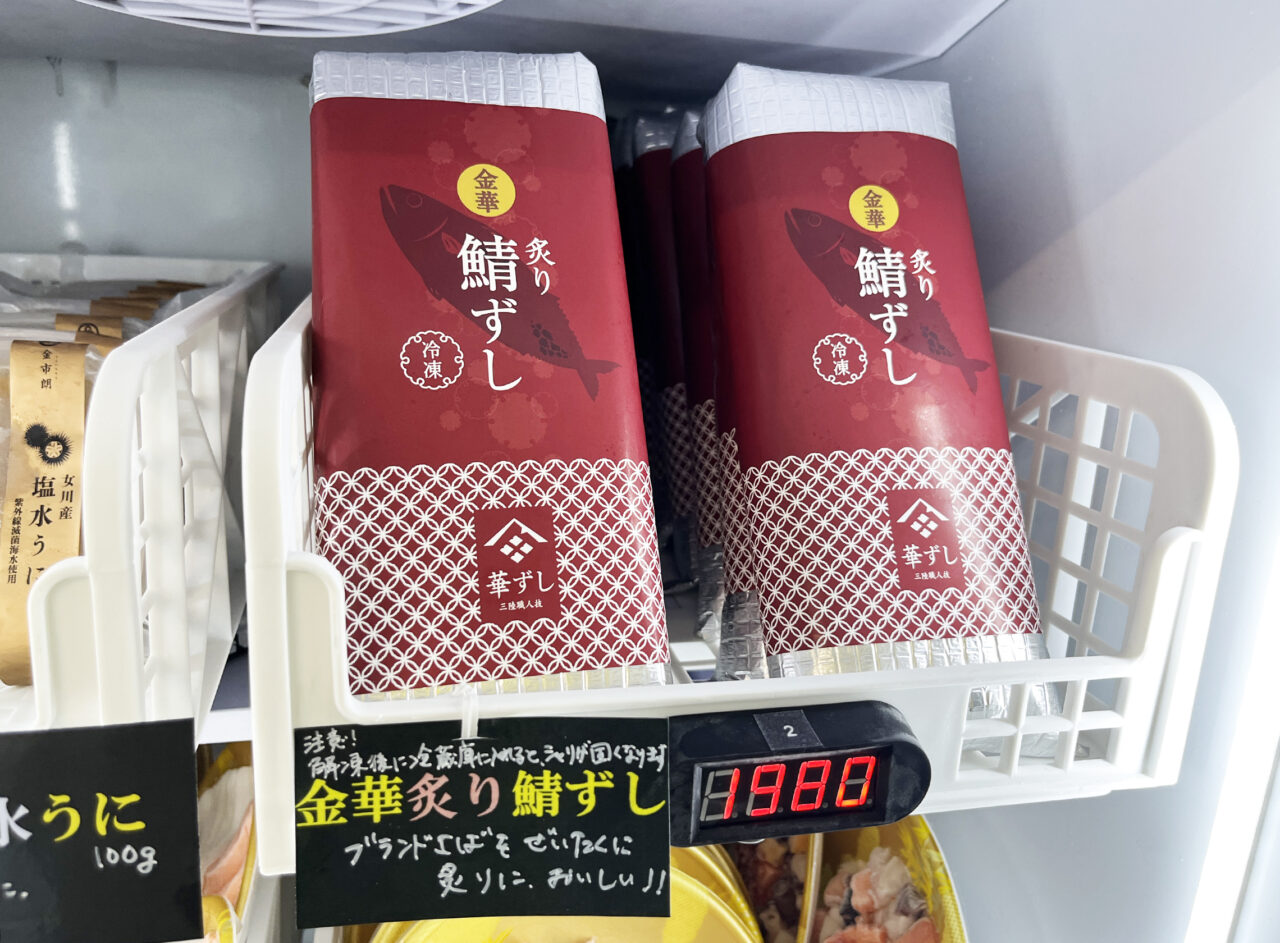 金華
炙り
鯖ずし
冷凍
華ずし
三陸職人技
金華
炙り
鯖ずし
冷凍
華ずし
三陸職人技
金市朗
女川産
塩水うに
紫外線滅菌海水使用
水うに
100g
に.
注意!
解凍後に冷蔵庫に入れると、シャリが固くなります
金華炙り鯖ずし
ブランドさばをぜいたくに
炙りに、おいしい!!
2
1980